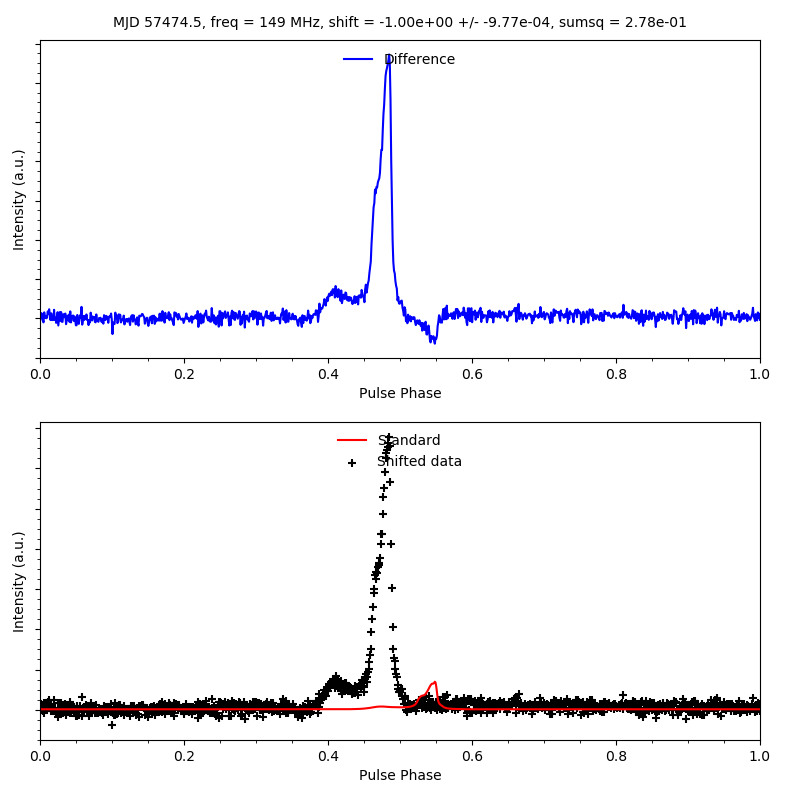 MJD 57474.5, freq = 149 MHz, shift = -1.00e+00 +/- -9.77e-04, sumsq = 2.78e-01
Difference
Intensity (a.u.)
0.0 0.2 0.4 0.6 0.8 1.0
Pulse Phase
Standard
Shifted data
Intensity (a.u.)
0.0 0.2 0.4 0.6 0.8 1.0
Pulse Phase